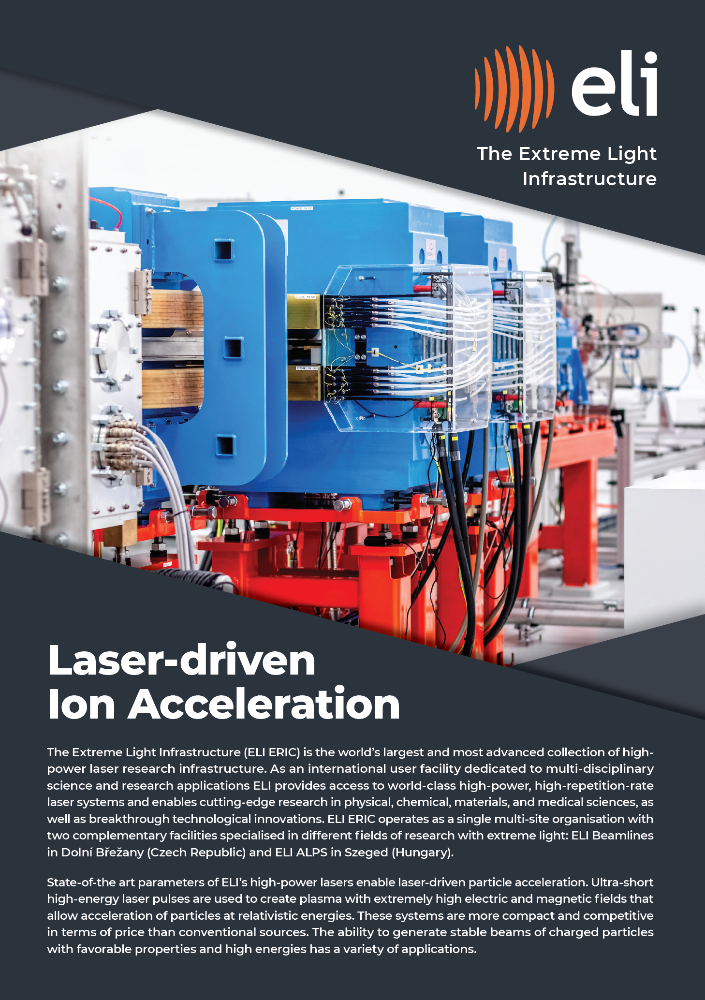 eli
The Extreme Light
Infrastructure
YOKE N 02
COIL N 05
COIL N 02
Laser-driven
Ion Acceleration
The Extreme Light Infrastructure (ELI ERIC) is the world’s largest and most advanced collection of high-
power laser research infrastructure. As an international user facility dedicated to multi-disciplinary
science and research applications ELI provides access to world-class high-power, high-repetition-rate
laser systems and enables cutting-edge research in physical, chemical, materials, and medical sciences, as
well as breakthrough technological innovations. ELI ERIC operates as a single multi-site organisation with
two complementary facilities specialised in different fields of research with extreme light: ELI Beamlines
in Dolní Břežany (Czech Republic) and ELI ALPS in Szeged (Hungary).
State-of-the art parameters of ELI’s high-power lasers enable laser-driven particle acceleration. Ultra-short
high-energy laser pulses are used to create plasma with extremely high electric and magnetic fields that
allow acceleration of particles at relativistic energies. These systems are more compact and competitive
in terms of price than conventional sources. The ability to generate stable beams of charged particles
with favorable properties and high energies has a variety of applications.